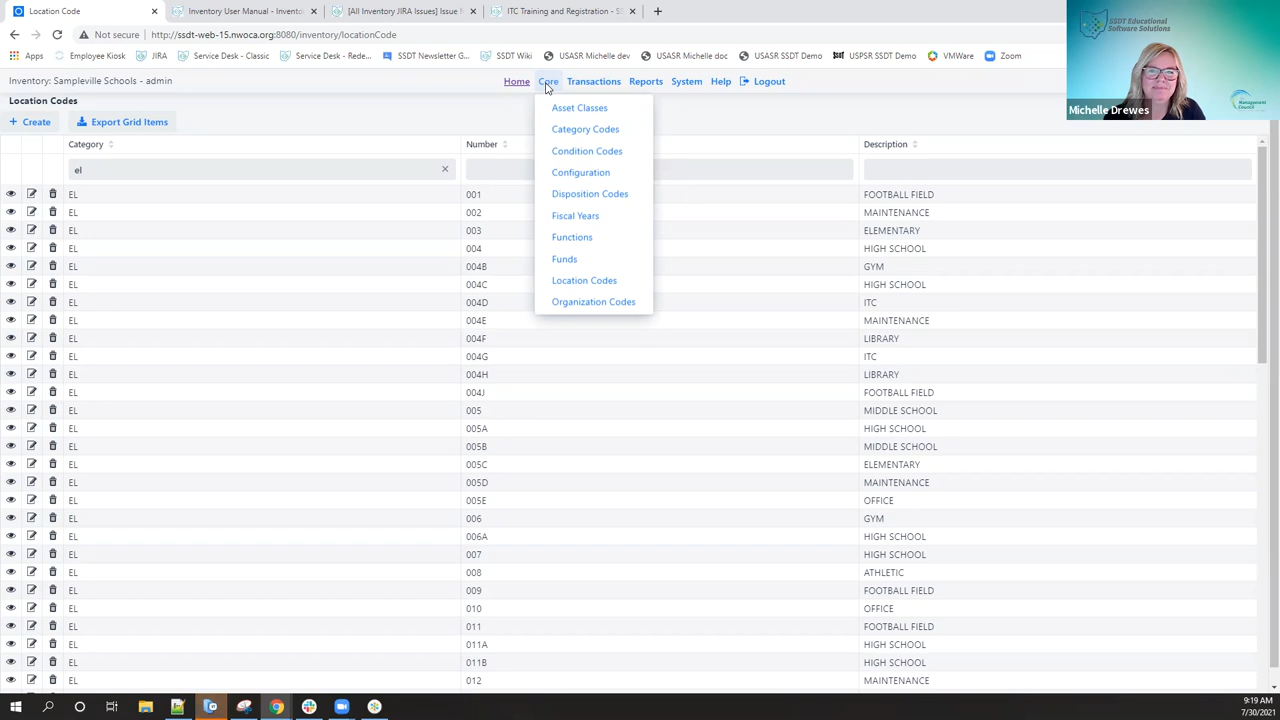 Location Code
Inventory User Manual - Inventor
[All Inventory JIRA Issues] Issue N
ITC Training and Registration - SS
Not secure
http://ssdt-web-15.nwoca.org:8080/inventory/locationCode
Apps
Employee Kiosk
JIRA
Service Desk - Classic
Service Desk - Rede...
SSDT Newsletter G...
SSDT Wiki
USASR Michelle dev
USASR Michelle doc
USASR SSDT Demo
USPSR SSDT Demo
VMWare
Zoom
SSDT Educational
Software Solutions
Management
Council
Michelle Drewes
Inventory: Sampleville Schools - admin
Home Core Transactions Reports System Help Logout
Location Codes
+ Create
Export Grid Items
Asset Classes
Category Codes
Condition Codes
Configuration
Disposition Codes
Fiscal Years
Functions
Funds
Location Codes
Organization Codes
Category Number Description
el
EL 001 FOOTBALL FIELD
EL 002 MAINTENANCE
EL 003 ELEMENTARY
EL 004 HIGH SCHOOL
EL 004B GYM
EL 004C HIGH SCHOOL
EL 004D ITC
EL 004E MAINTENANCE
EL 004F LIBRARY
EL 004G ITC
EL 004H LIBRARY
EL 004J FOOTBALL FIELD
EL 005 MIDDLE SCHOOL
EL 005A HIGH SCHOOL
EL 005B MIDDLE SCHOOL
EL 005C ELEMENTARY
EL 005D MAINTENANCE
EL 005E OFFICE
EL 006 GYM
EL 006A HIGH SCHOOL
EL 007 HIGH SCHOOL
EL 008 ATHLETIC
EL 009 FOOTBALL FIELD
EL 010 OFFICE
EL 011 FOOTBALL FIELD
EL 011A HIGH SCHOOL
EL 011B HIGH SCHOOL
EL 012 MAINTENANCE
9:19 AM
7/30/2021